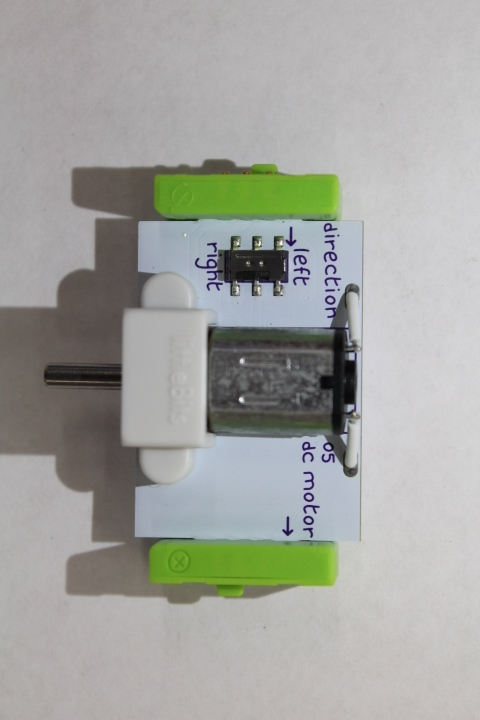 direction
left
right
o5
dc motor
littleBits